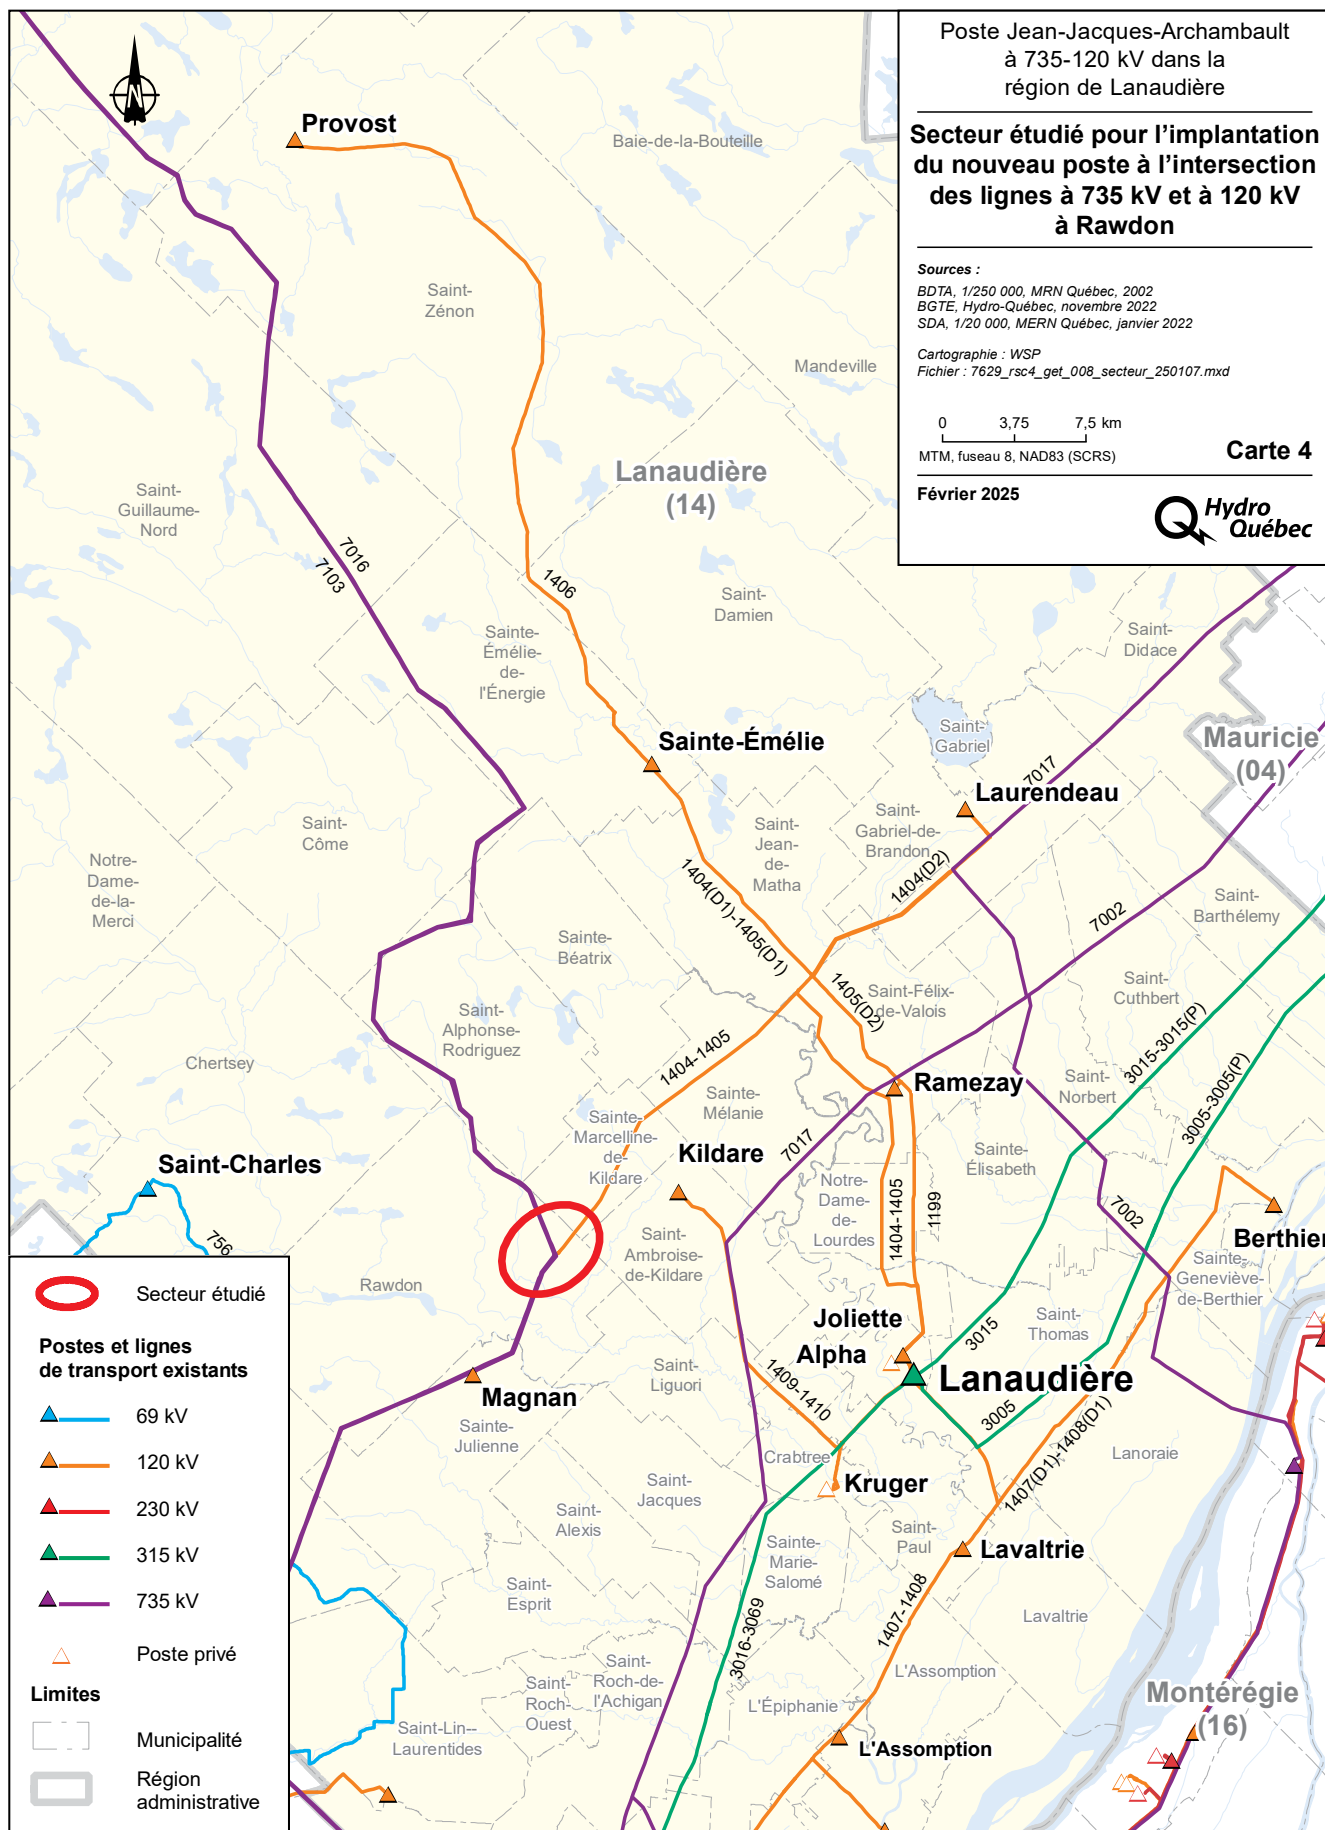 Poste Jean-Jacques-Archambault
à 735-120 kV dans la
région de Lanaudière
Secteur étudié pour l'implantation
du nouveau poste à l'intersection
des lignes à 735 kV et à 120 kV
à Rawdon
Sources :
BDTA, 1/250 000, MRN Québec, 2002
BGTE, Hydro-Québec, novembre 2022
SDA, 1/20 000, MERN Québec, janvier 2022
Cartographie : WSP
Fichier : 7629_rsc4_get_008_secteur_250107.mxd
0 3,75 7,5 km
MTM, fuseau 8, NAD83 (SCRS)
Carte 4
Février 2025
Hydro
Québec
N
Provost
Baie-de-la-Bouteille
Saint-
Zénon
Mandeville
Lanaudière
(14)
Saint-
Guillaume-
Nord
7016
7103
1406
Saint-
Damien
Sainte-
Émélie-
de-
l'Énergie
Saint-
Didace
Saint-
Gabriel
Mauricie
(04)
Sainte-Émélie
7017
Laurendeau
Saint-
Côme
Saint-
Jean-
de-
Matha
Saint-
Gabriel-de-
Brandon
Notre-
Dame-
de-la-
Merci
1404(D1)-1405(D1)
1404(D2)
7002
Saint-
Barthélemy
Sainte-
Béatrix
1405(D2)
Saint-Félix-
de-Valois
Saint-
Cuthbert
Saint-
Alphonse-
Rodriguez
Chertsey
1404-1405
3015-3015(P)
3005-3005(P)
Ramezay
Saint-
Norbert
Sainte-
Mélanie
Sainte-
Marcelline-
de-
Kildare
Kildare
7017
Sainte-
Élisabeth
Saint-Charles
Notre-
Dame-
de-
Lourdes
1404-1405
1199
7002
756
Saint-
Ambroise-
de-Kildare
Berthier
Sainte-
Geneviève-
de-Berthier
Rawdon
Joliette
Alpha
3015
Saint-
Thomas
Saint-
Liguori
Lanaudière
Magnan
1409-1410
3005
1407(D1)-1408(D1)
Sainte-
Julienne
Crabtree
Lanoraie
Kruger
Saint-
Jacques
Saint-
Alexis
Saint-
Paul
Sainte-
Marie-
Salomé
Lavaltrie
Saint-
Esprit
1407-1408
Lavaltrie
3016-3069
Saint-
Roch-de-
l'Achigan
Saint-
Roch-
Ouest
L'Assomption
L'Épiphanie
Montérégie
(16)
Saint-Lin--
Laurentides
L'Assomption
Secteur étudié
Postes et lignes
de transport existants
69 kV
120 kV
230 kV
315 kV
735 kV
Poste privé
Limites
Municipalité
Région
administrative